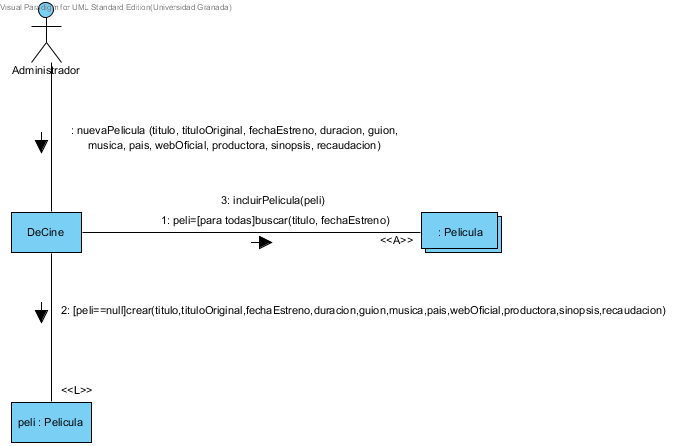 Visual Paradigm for UML Standard Edition(Universidad Granada)
Administrador
: nuevaPelicula (titulo, tituloOriginal, fechaEstreno, duracion, guion,
musica, pais, webOficial, productora, sinopsis, recaudacion)
3: incluirPelicula(peli)
1: peli=[para todas]buscar(titulo, fechaEstreno)
DeCine
: Pelicula
<<A>>
2: [peli==null]crear(titulo,tituloOriginal,fechaEstreno,duracion,guion,musica,pais,webOficial,productora,sinopsis,recaudacion)
<<L>>
peli : Pelicula